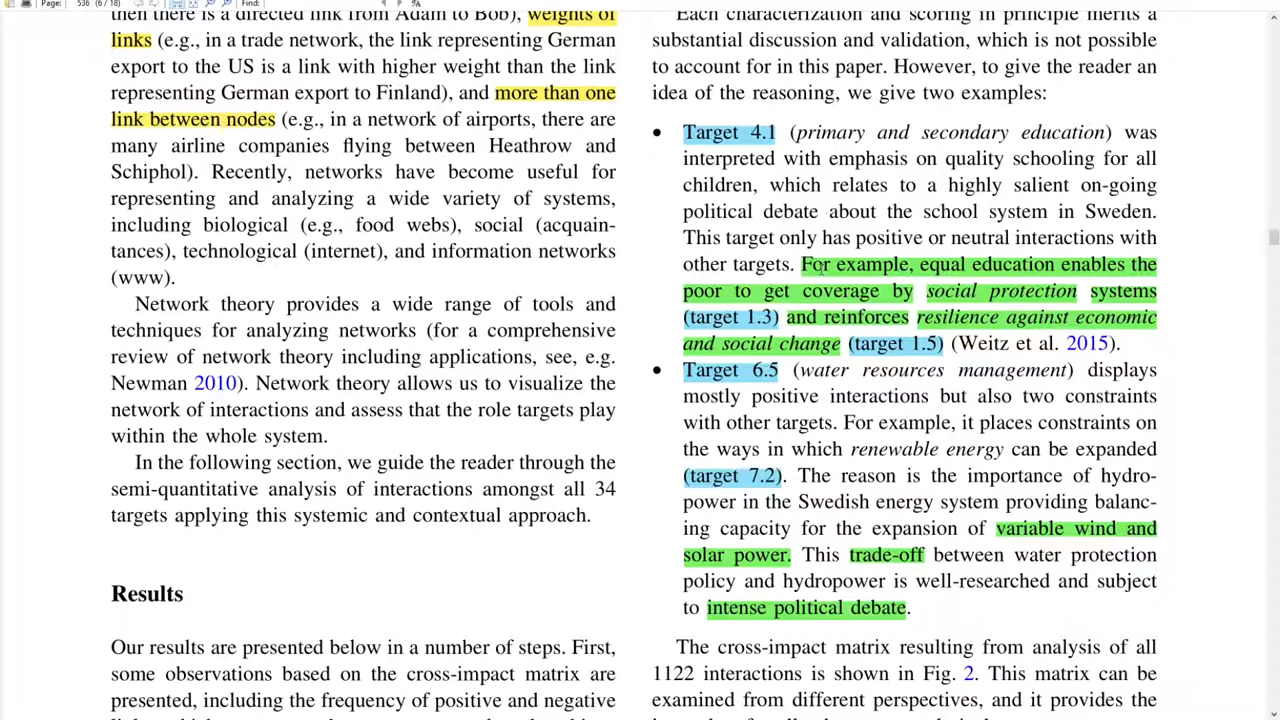 Page: 536 (6 / 18) Find:
then there is a directed link from Adam to Bob), weights of
links (e.g., in a trade network, the link representing German
export to the US is a link with higher weight than the link
representing German export to Finland), and more than one
link between nodes (e.g., in a network of airports, there are
many airline companies flying between Heathrow and
Schiphol). Recently, networks have become useful for
representing and analyzing a wide variety of systems,
including biological (e.g., food webs), social (acquain-
tances), technological (internet), and information networks
(www).
Network theory provides a wide range of tools and
techniques for analyzing networks (for a comprehensive
review of network theory including applications, see, e.g.
Newman 2010). Network theory allows us to visualize the
network of interactions and assess that the role targets play
within the whole system.
In the following section, we guide the reader through the
semi-quantitative analysis of interactions amongst all 34
targets applying this systemic and contextual approach.
Results
Our results are presented below in a number of steps. First,
some observations based on the cross-impact matrix are
presented, including the frequency of positive and negative
Each characterization and scoring in principle merits a
substantial discussion and validation, which is not possible
to account for in this paper. However, to give the reader an
idea of the reasoning, we give two examples:
• Target 4.1 (primary and secondary education) was
interpreted with emphasis on quality schooling for all
children, which relates to a highly salient on-going
political debate about the school system in Sweden.
This target only has positive or neutral interactions with
other targets. For example, equal education enables the
poor to get coverage by social protection systems
(target 1.3) and reinforces resilience against economic
and social change (target 1.5) (Weitz et al. 2015).
• Target 6.5 (water resources management) displays
mostly positive interactions but also two constraints
with other targets. For example, it places constraints on
the ways in which renewable energy can be expanded
(target 7.2). The reason is the importance of hydro-
power in the Swedish energy system providing balanc-
ing capacity for the expansion of variable wind and
solar power. This trade-off between water protection
policy and hydropower is well-researched and subject
to intense political debate.
The cross-impact matrix resulting from analysis of all
1122 interactions is shown in Fig. 2. This matrix can be
examined from different perspectives, and it provides the